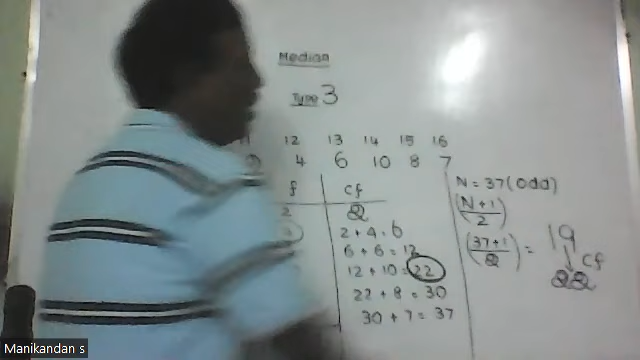 Median
Type 3
11 12 13 14 15 16
4 6 10 8 7
f cf
2 2
2 + 4 = 6
6 + 6 = 12
12 + 10 = 22
22 + 8 = 30
30 + 7 = 37
N = 37 (Odd)
(N+1/2)
(37+1/2) = 19
↓ cf
22
Manikandan s